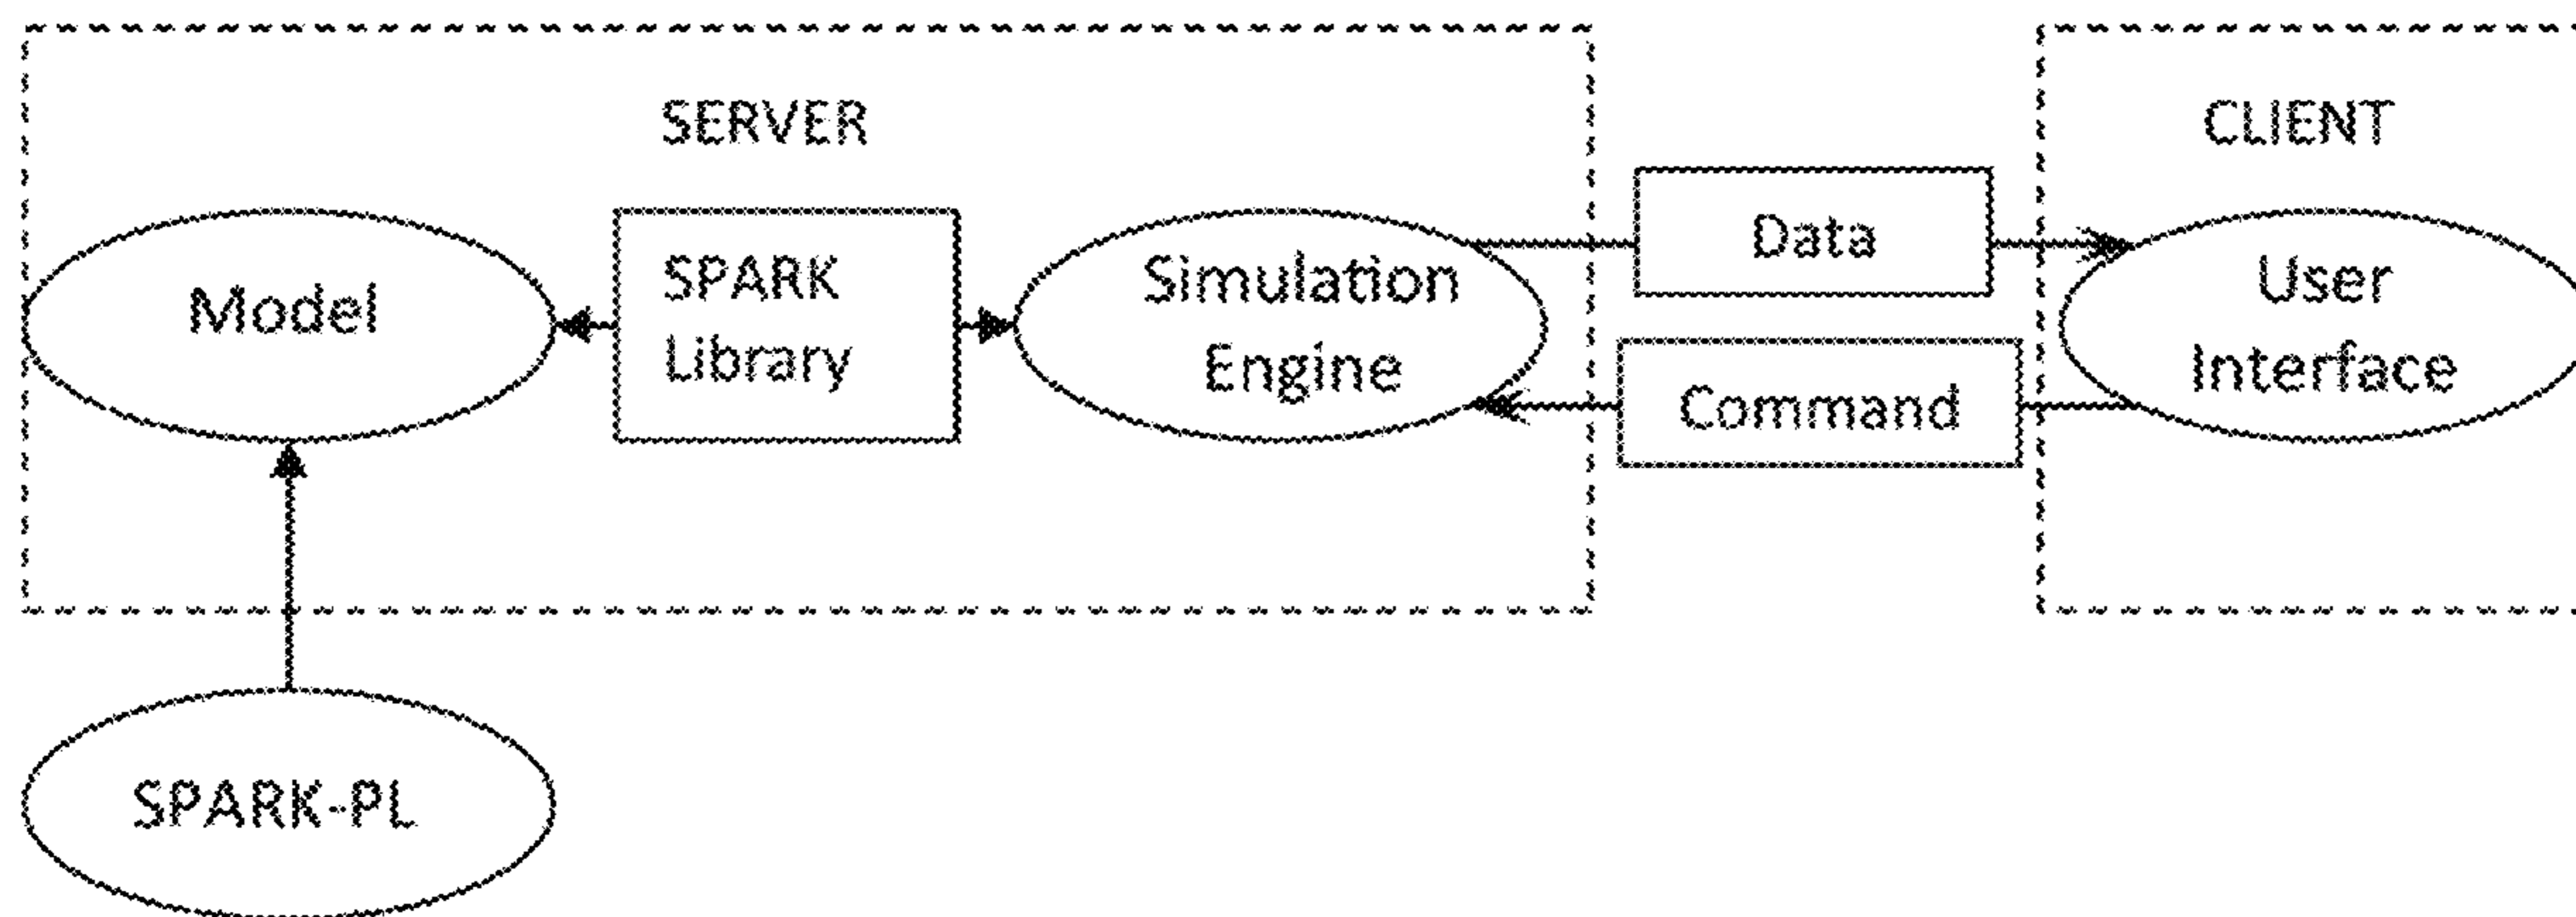 SERVER
CLIENT
Model
SPARK
Library
Simulation
Engine
Data
Command
User
Interface
SPARK-PL